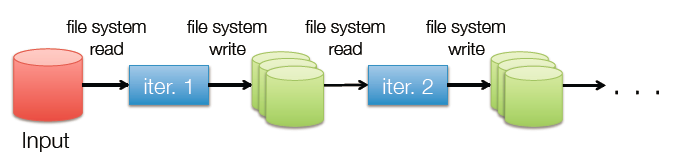 file system
read
file system
write
file system
read
file system
write
iter. 1
iter. 2
. . .
Input